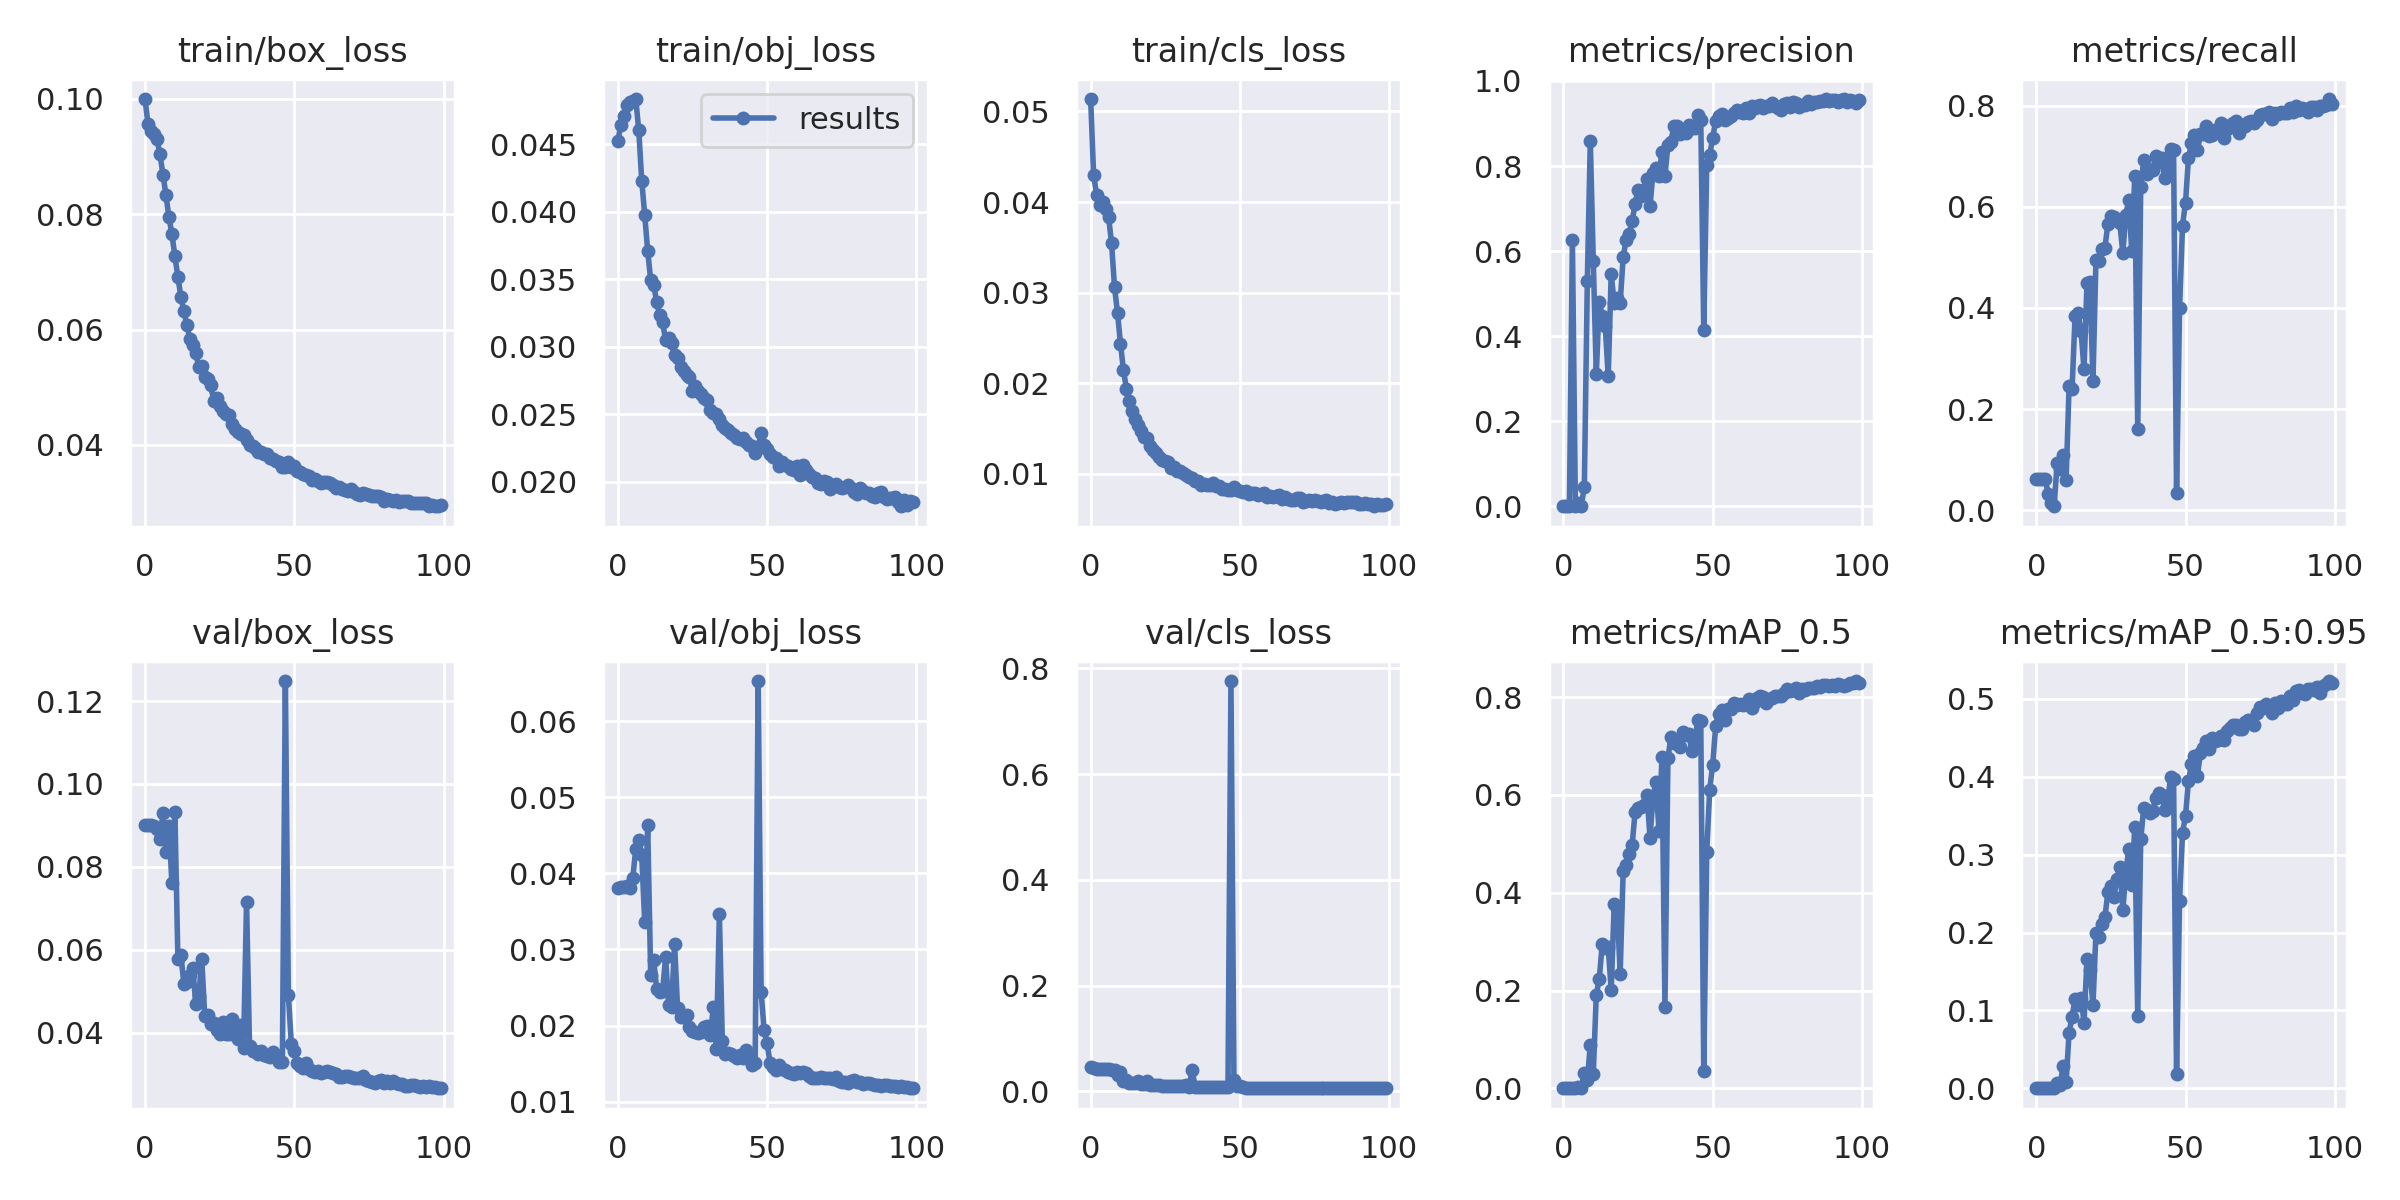 train/box_loss
0.10
0.08
0.06
0.04
0 50 100
train/obj_loss
results
0.045
0.040
0.035
0.030
0.025
0.020
0 50 100
train/cls_loss
0.05
0.04
0.03
0.02
0.01
0 50 100
metrics/precision
1.0
0.8
0.6
0.4
0.2
0.0
0 50 100
metrics/recall
0.8
0.6
0.4
0.2
0.0
0 50 100
val/box_loss
0.12
0.10
0.08
0.06
0.04
0 50 100
val/obj_loss
0.06
0.05
0.04
0.03
0.02
0.01
0 50 100
val/cls_loss
0.8
0.6
0.4
0.2
0.0
0 50 100
metrics/mAP_0.5
0.8
0.6
0.4
0.2
0.0
0 50 100
metrics/mAP_0.5:0.95
0.5
0.4
0.3
0.2
0.1
0.0
0 50 100